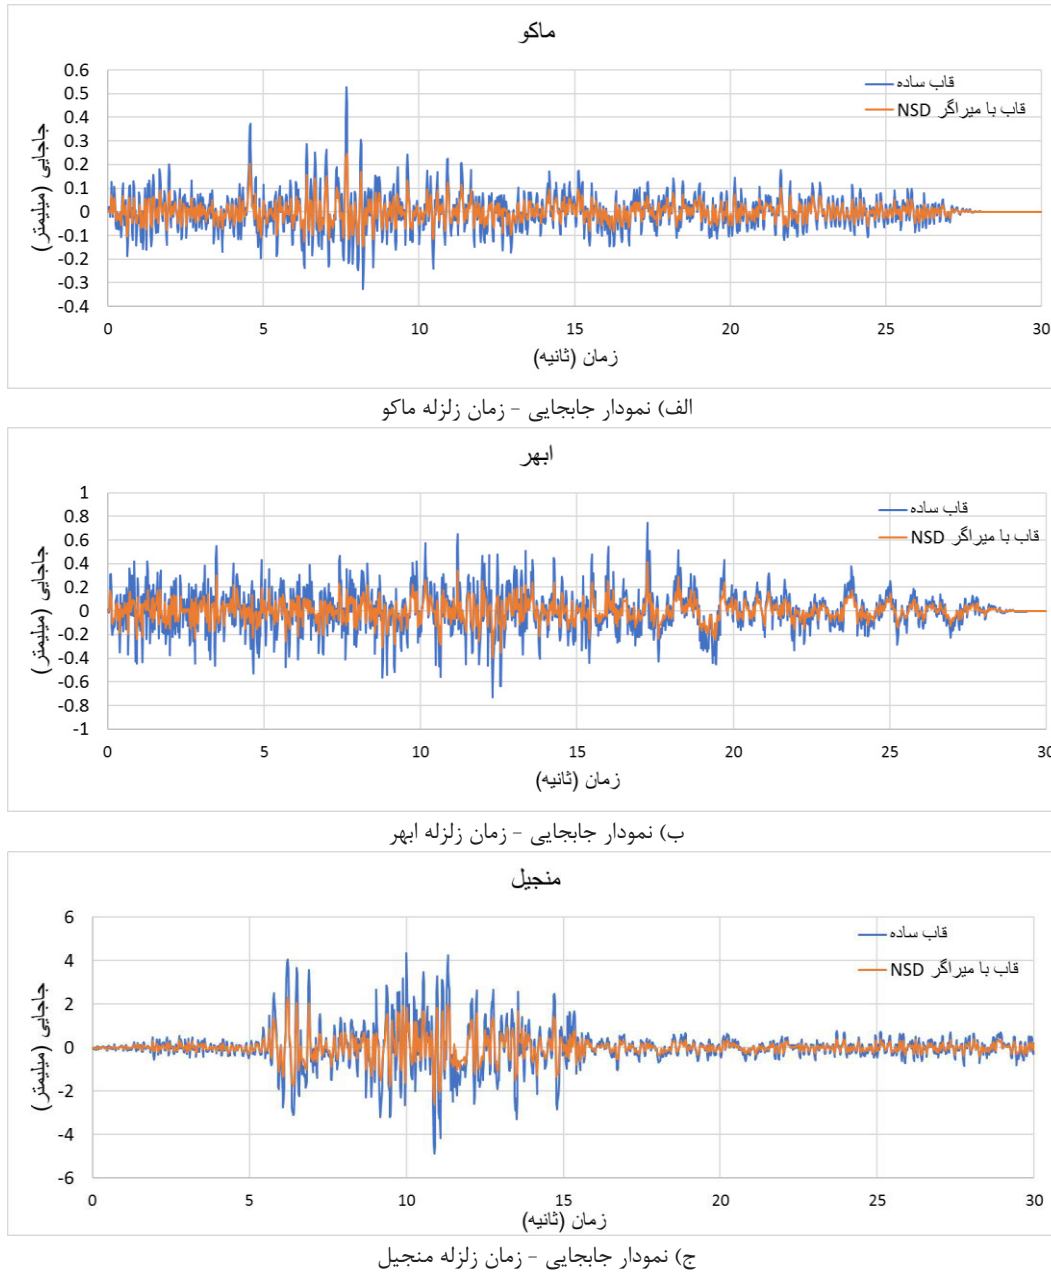 ماکو
قاب ساده
قاب با میراگر NSD
جاجایی (میلیمتر)
0.6
0.5
0.4
0.3
0.2
0.1
0
-0.1
-0.2
-0.3
-0.4
0 5 10 15 20 25 30
زمان (ثانیه)
الف) نمودار جابجایی - زمان زلزله ماکو
ابهر
قاب ساده
قاب با میراگر NSD
جاجایی (میلیمتر)
1
0.8
0.6
0.4
0.2
0
-0.2
-0.4
-0.6
-0.8
-1
0 5 10 15 20 25 30
زمان (ثانیه)
ب) نمودار جابجایی - زمان زلزله ابهر
منجیل
قاب ساده
قاب با میراگر NSD
جاجایی (میلیمتر)
6
4
2
0
-2
-4
-6
0 5 10 15 20 25 30
زمان (ثانیه)
ج) نمودار جابجایی - زمان زلزله منجیل